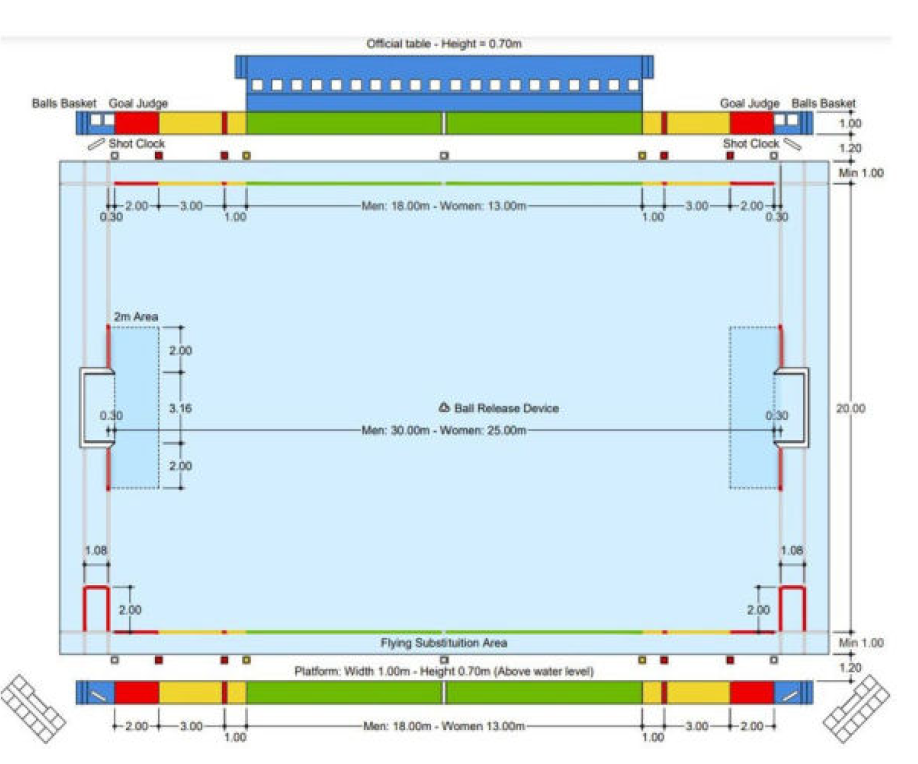 Official table - Height = 0.70m
Balls Basket Goal Judge Goal Judge Balls Basket
1.00
Shot Clock Shot Clock
1.20
Min 1.00
0.30 2.00 3.00 1.00 Men: 18.00m - Women: 13.00m 1.00 3.00 2.00 0.30
2m Area
2.00
3.16
0.30 Ball Release Device 0.30 20.00
Men: 30.00m - Women: 25.00m
2.00
1.08 1.08
2.00 2.00
Flying Substituition Area Min 1.00
Platform: Width 1.00m - Height 0.70m (Above water level) 1.20
2.00 3.00 1.00 Men: 18.00m - Women 13.00m 1.00 3.00 2.00